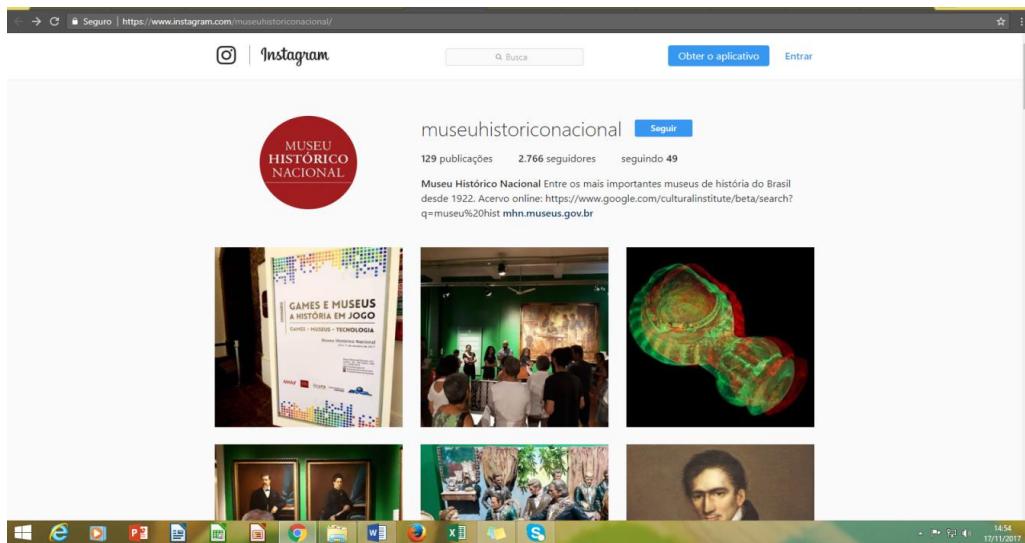 Seguro | https://www.instagram.com/museuhistoriconacional/
Instagram
Busca
Obter o aplicativo
Entrar
MUSEU
HISTÓRICO
NACIONAL
museuhistoriconacional
Seguir
129 publicações 2.766 seguidores seguindo 49
Museu Histórico Nacional Entre os mais importantes museus de história do Brasil
desde 1922. Acervo online: https://www.google.com/culturalinstitute/beta/search?
q=museu%20hist mhn.museus.gov.br
GAMES E MUSEUS
A HISTÓRIA EM JOGO
GAMES - MUSEUS - TECNOLOGIA
Museu Histórico Nacional
14:54
17/11/2017